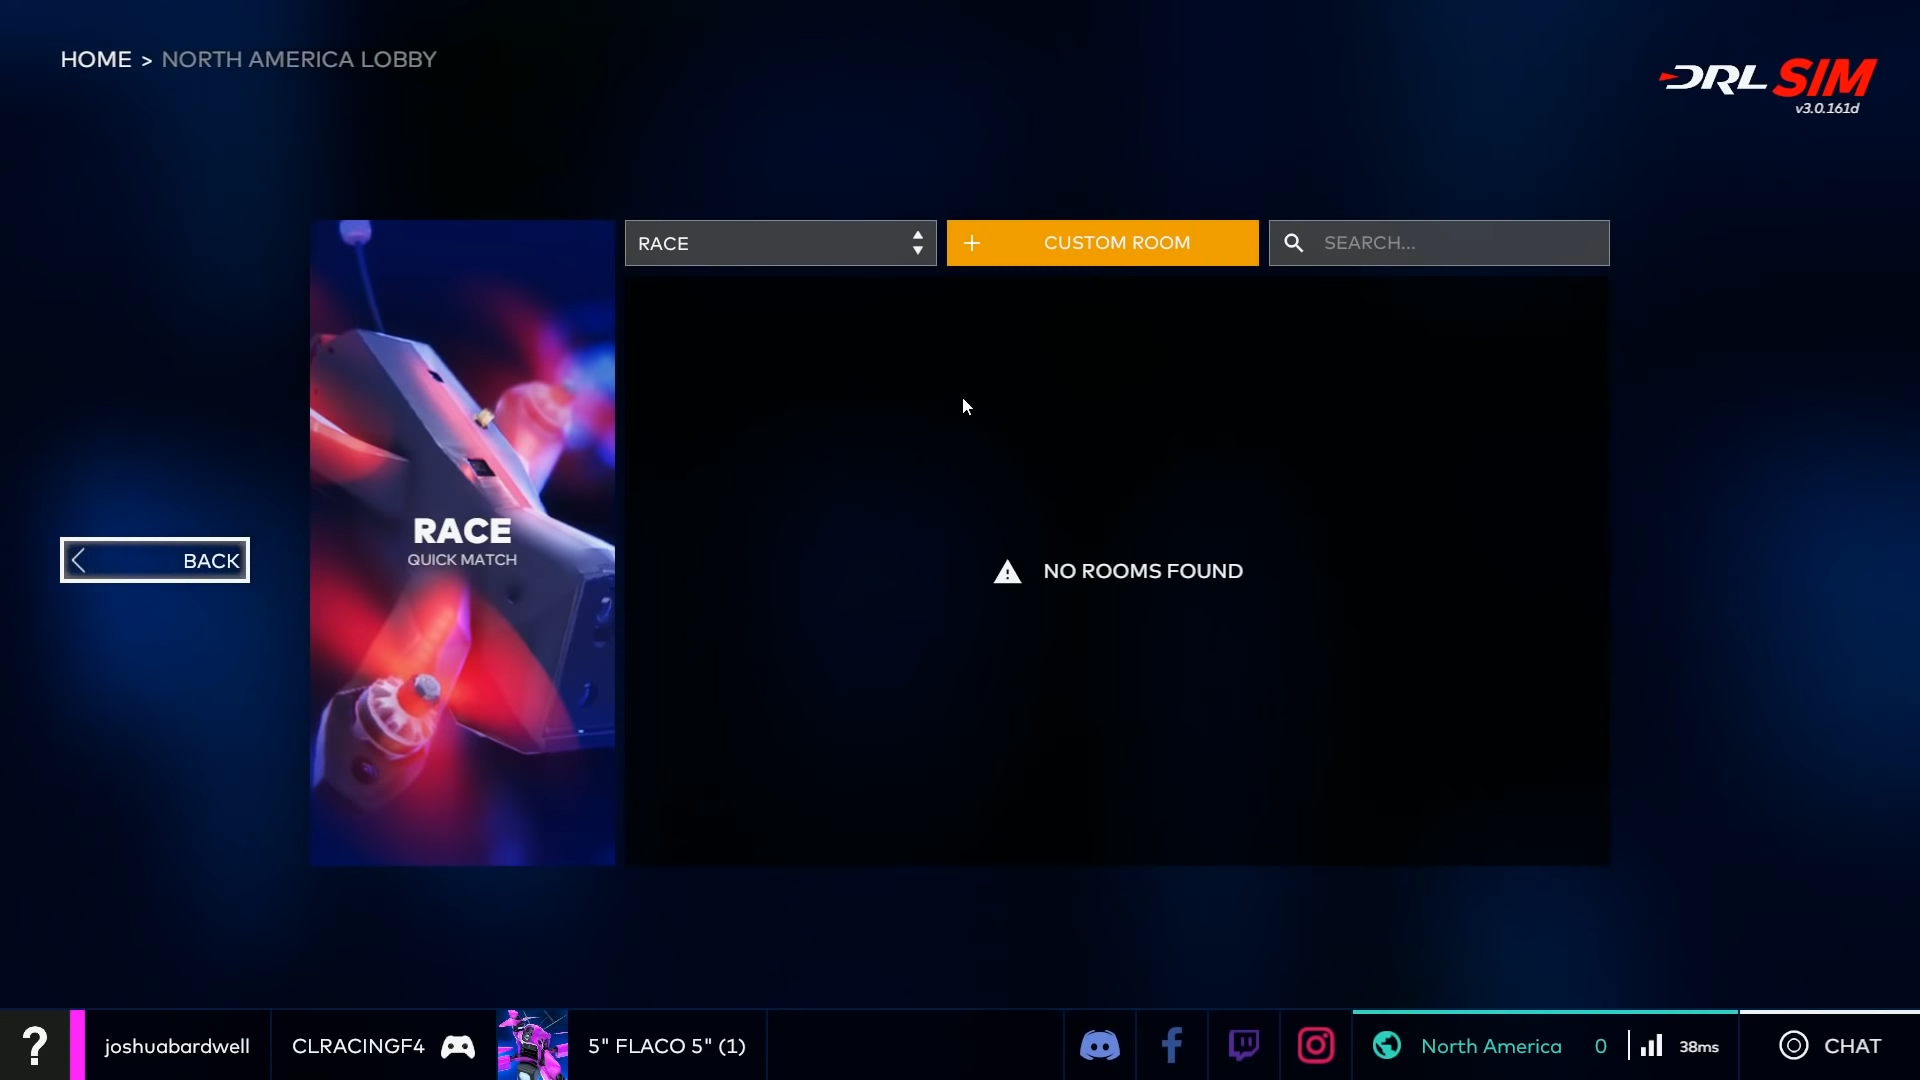 HOME > NORTH AMERICA LOBBY
DRL SIM
v3.0.161d
RACE
+ CUSTOM ROOM
SEARCH...
RACE
QUICK MATCH
BACK
NO ROOMS FOUND
? joshuabardwell CLRACINGF4 5" FLACO 5" (1) North America 0 38ms CHAT